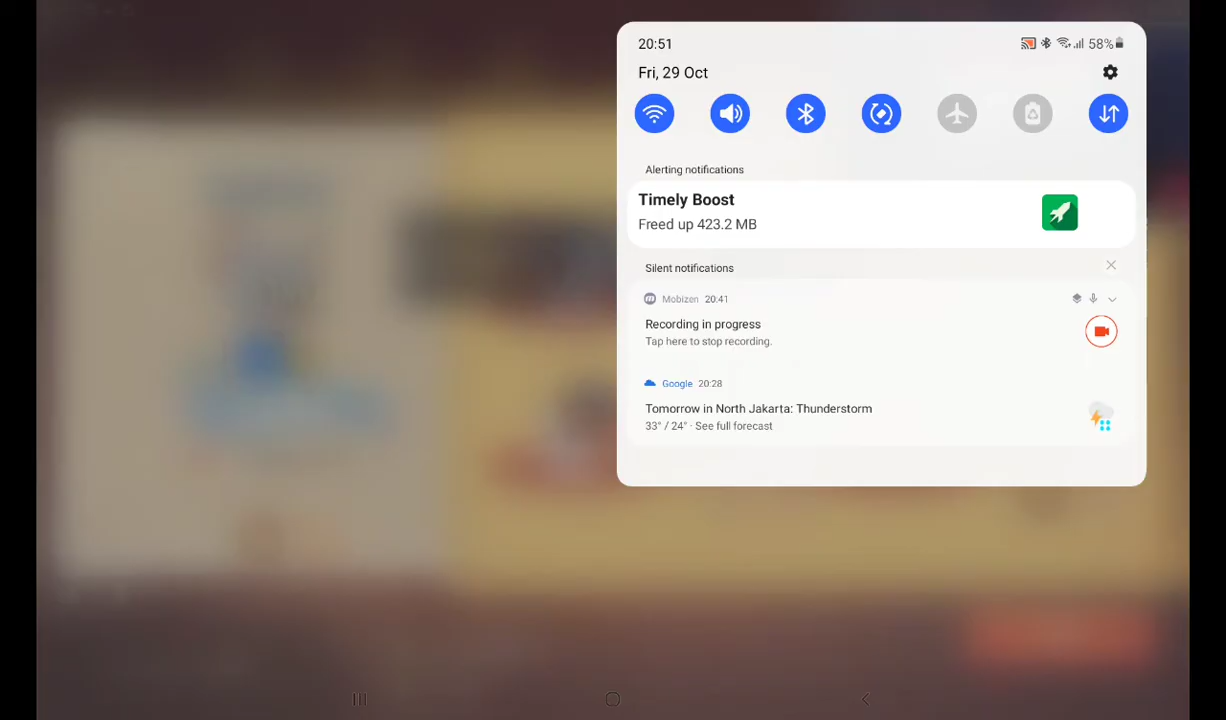 20:51
58%
Fri, 29 Oct
Alerting notifications
Timely Boost
Freed up 423.2 MB
Silent notifications
Mobizen 20:41
Recording in progress
Tap here to stop recording.
Google 20:28
Tomorrow in North Jakarta: Thunderstorm
33° / 24° · See full forecast